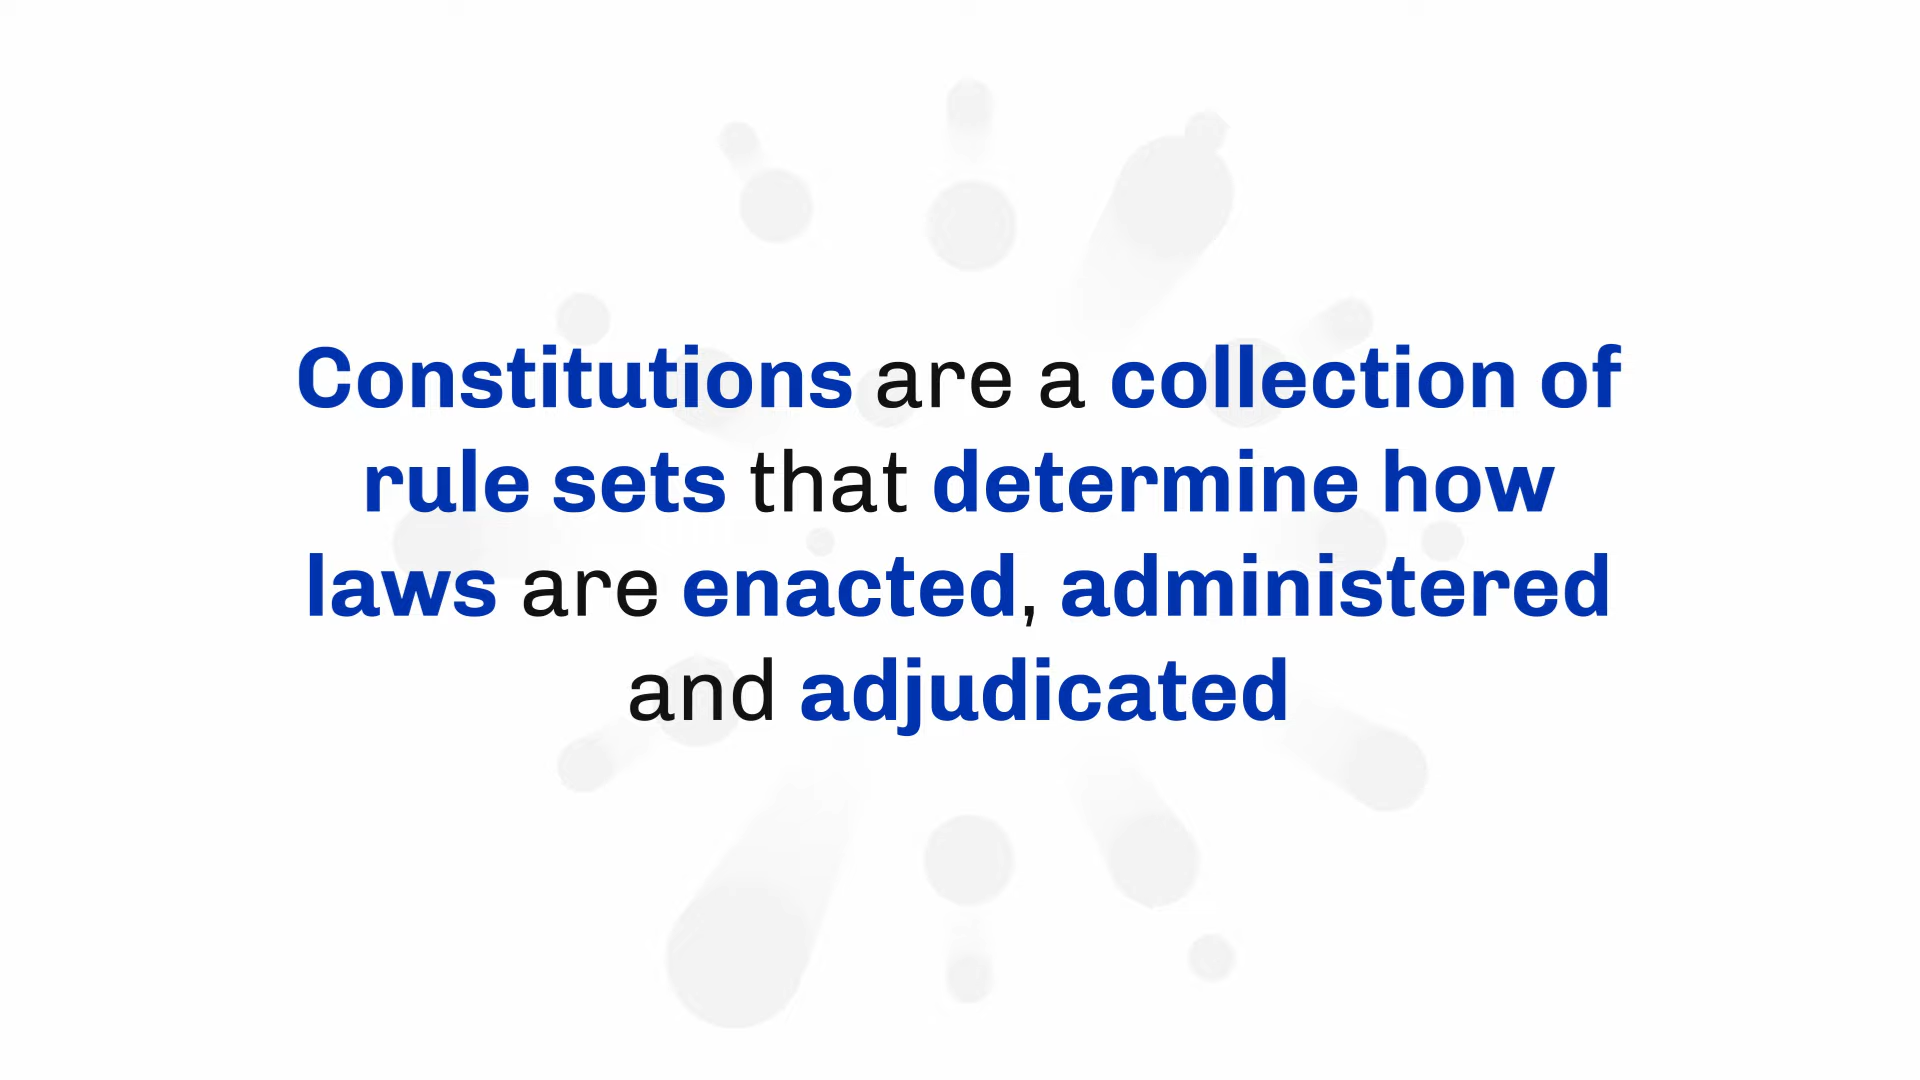 Constitutions are a collection of
rule sets that determine how
laws are enacted, administered
and adjudicated